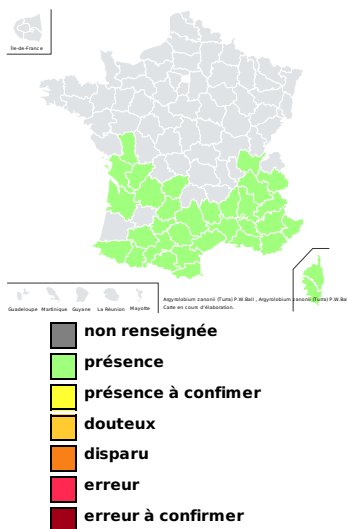 Île-de-France
Guadeloupe Martinique Guyane La Réunion Mayotte
Argyrolobium zanonii (Turra) P.W.Ball , Argyrolobium zanonii (Turra) P.W.Ba
Carte en cours d'élaboration.
non renseignée
présence
présence à confimer
douteux
disparu
erreur
erreur à confirmer